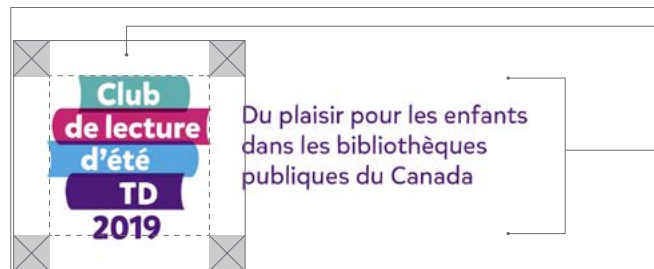 Club
de lecture
d'été
TD
2019
Du plaisir pour les enfants
dans les bibliothèques
publiques du Canada